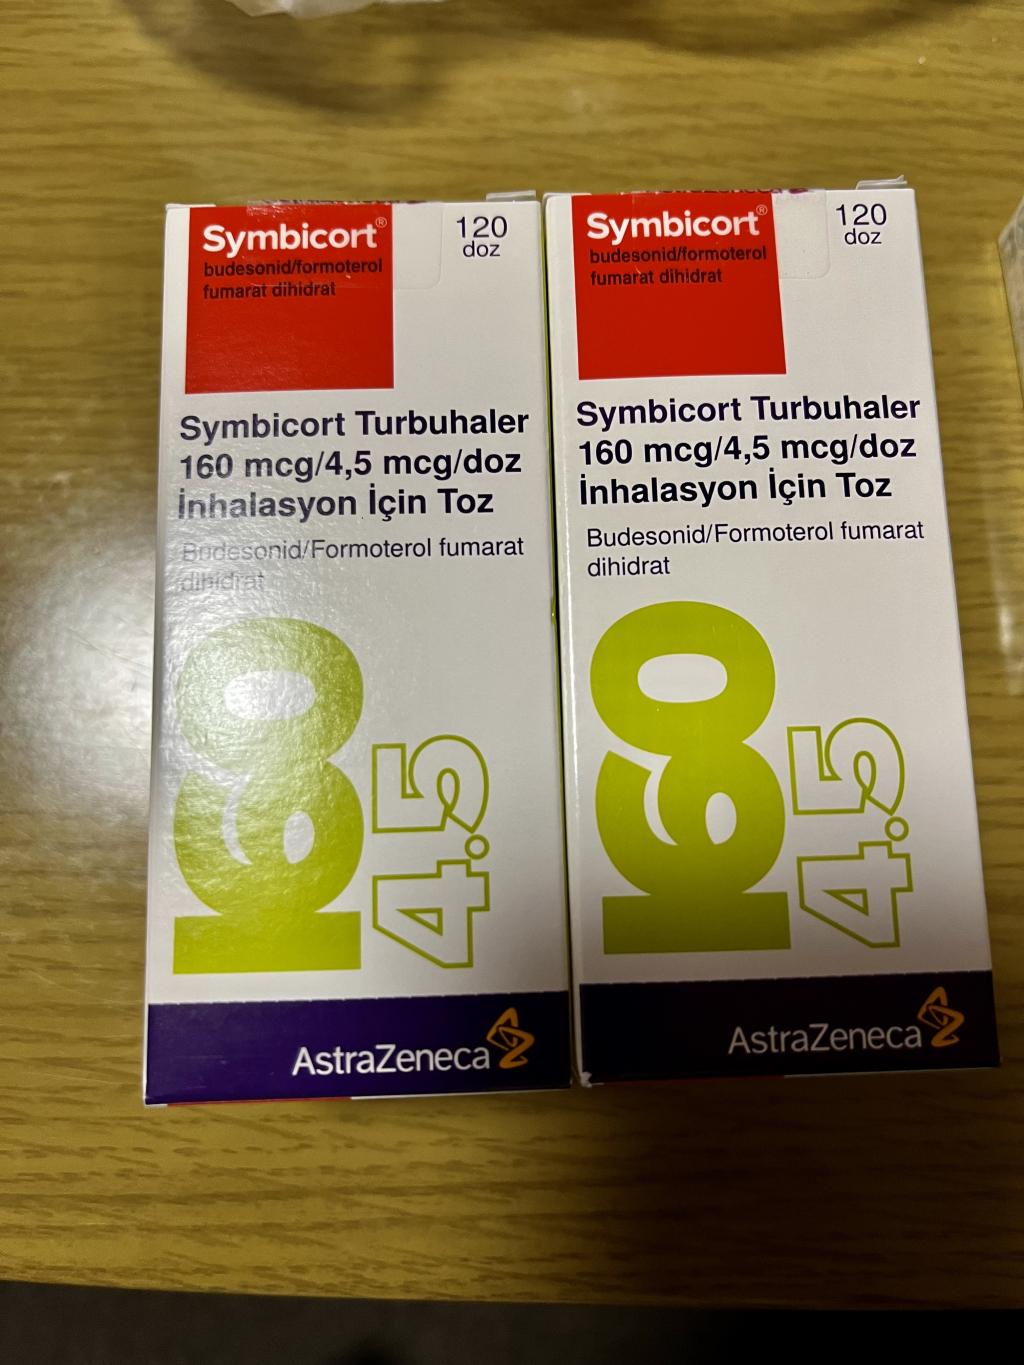 Symbicort®
budesonid/formoterol
fumarat dihidrat
120
doz
Symbicort Turbuhaler
160 mcg/4,5 mcg/doz
İnhalasyon İçin Toz
Budesonid/Formoterol fumarat
dihidrat
160
4.5
AstraZeneca
AstraZeneca
Symbicort®
budesonid/formoterol
fumarat dihidrat
120
doz
Symbicort Turbuhaler
160 mcg/4,5 mcg/doz
İnhalasyon İçin Toz
Budesonid/Formoterol fumarat
dihidrat
160
4.5
AstraZeneca